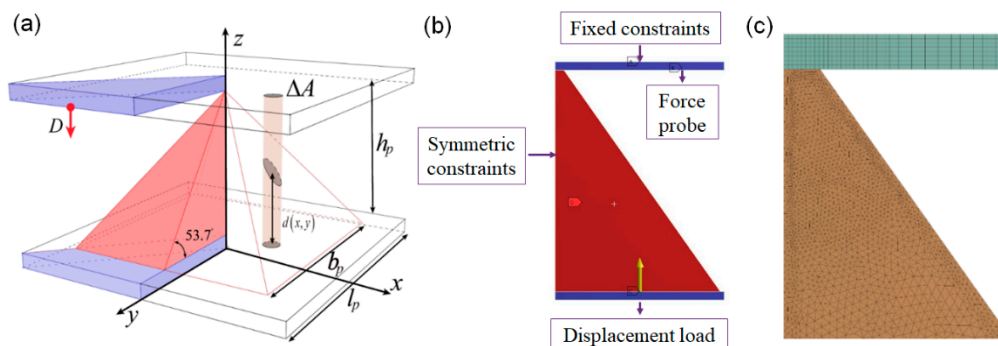 (a)
z
ΔA
D
h_p
d(x,y)
53.7°
b_p
l_p
x
y
(b)
Fixed constraints
Force
probe
Symmetric
constraints
Displacement load
(c)